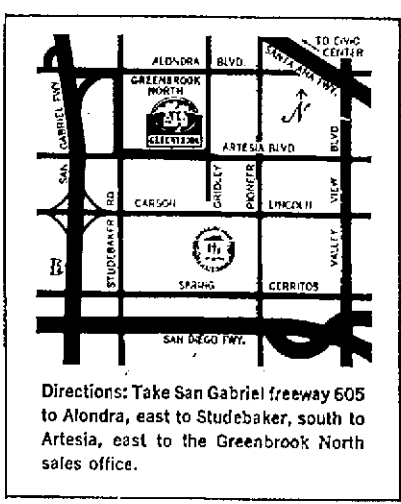 TO CIVIC
CENTER
ALONDRA BLVD.
SANTA ANA FWY.
GREENBROOK
NORTH
N
GREENBROOK
SAN GABRIEL FWY
ARTESIA BLVD
STUDEBAKER RD
GRIDLEY
PIONEER
VALLEY VIEW BLVD
CARSON
LINCOLN
SPRING
CERRITOS
SAN DIEGO FWY.
Directions: Take San Gabriel freeway 605
to Alondra, east to Studebaker, south to
Artesia, east to the Greenbrook North
sales office.